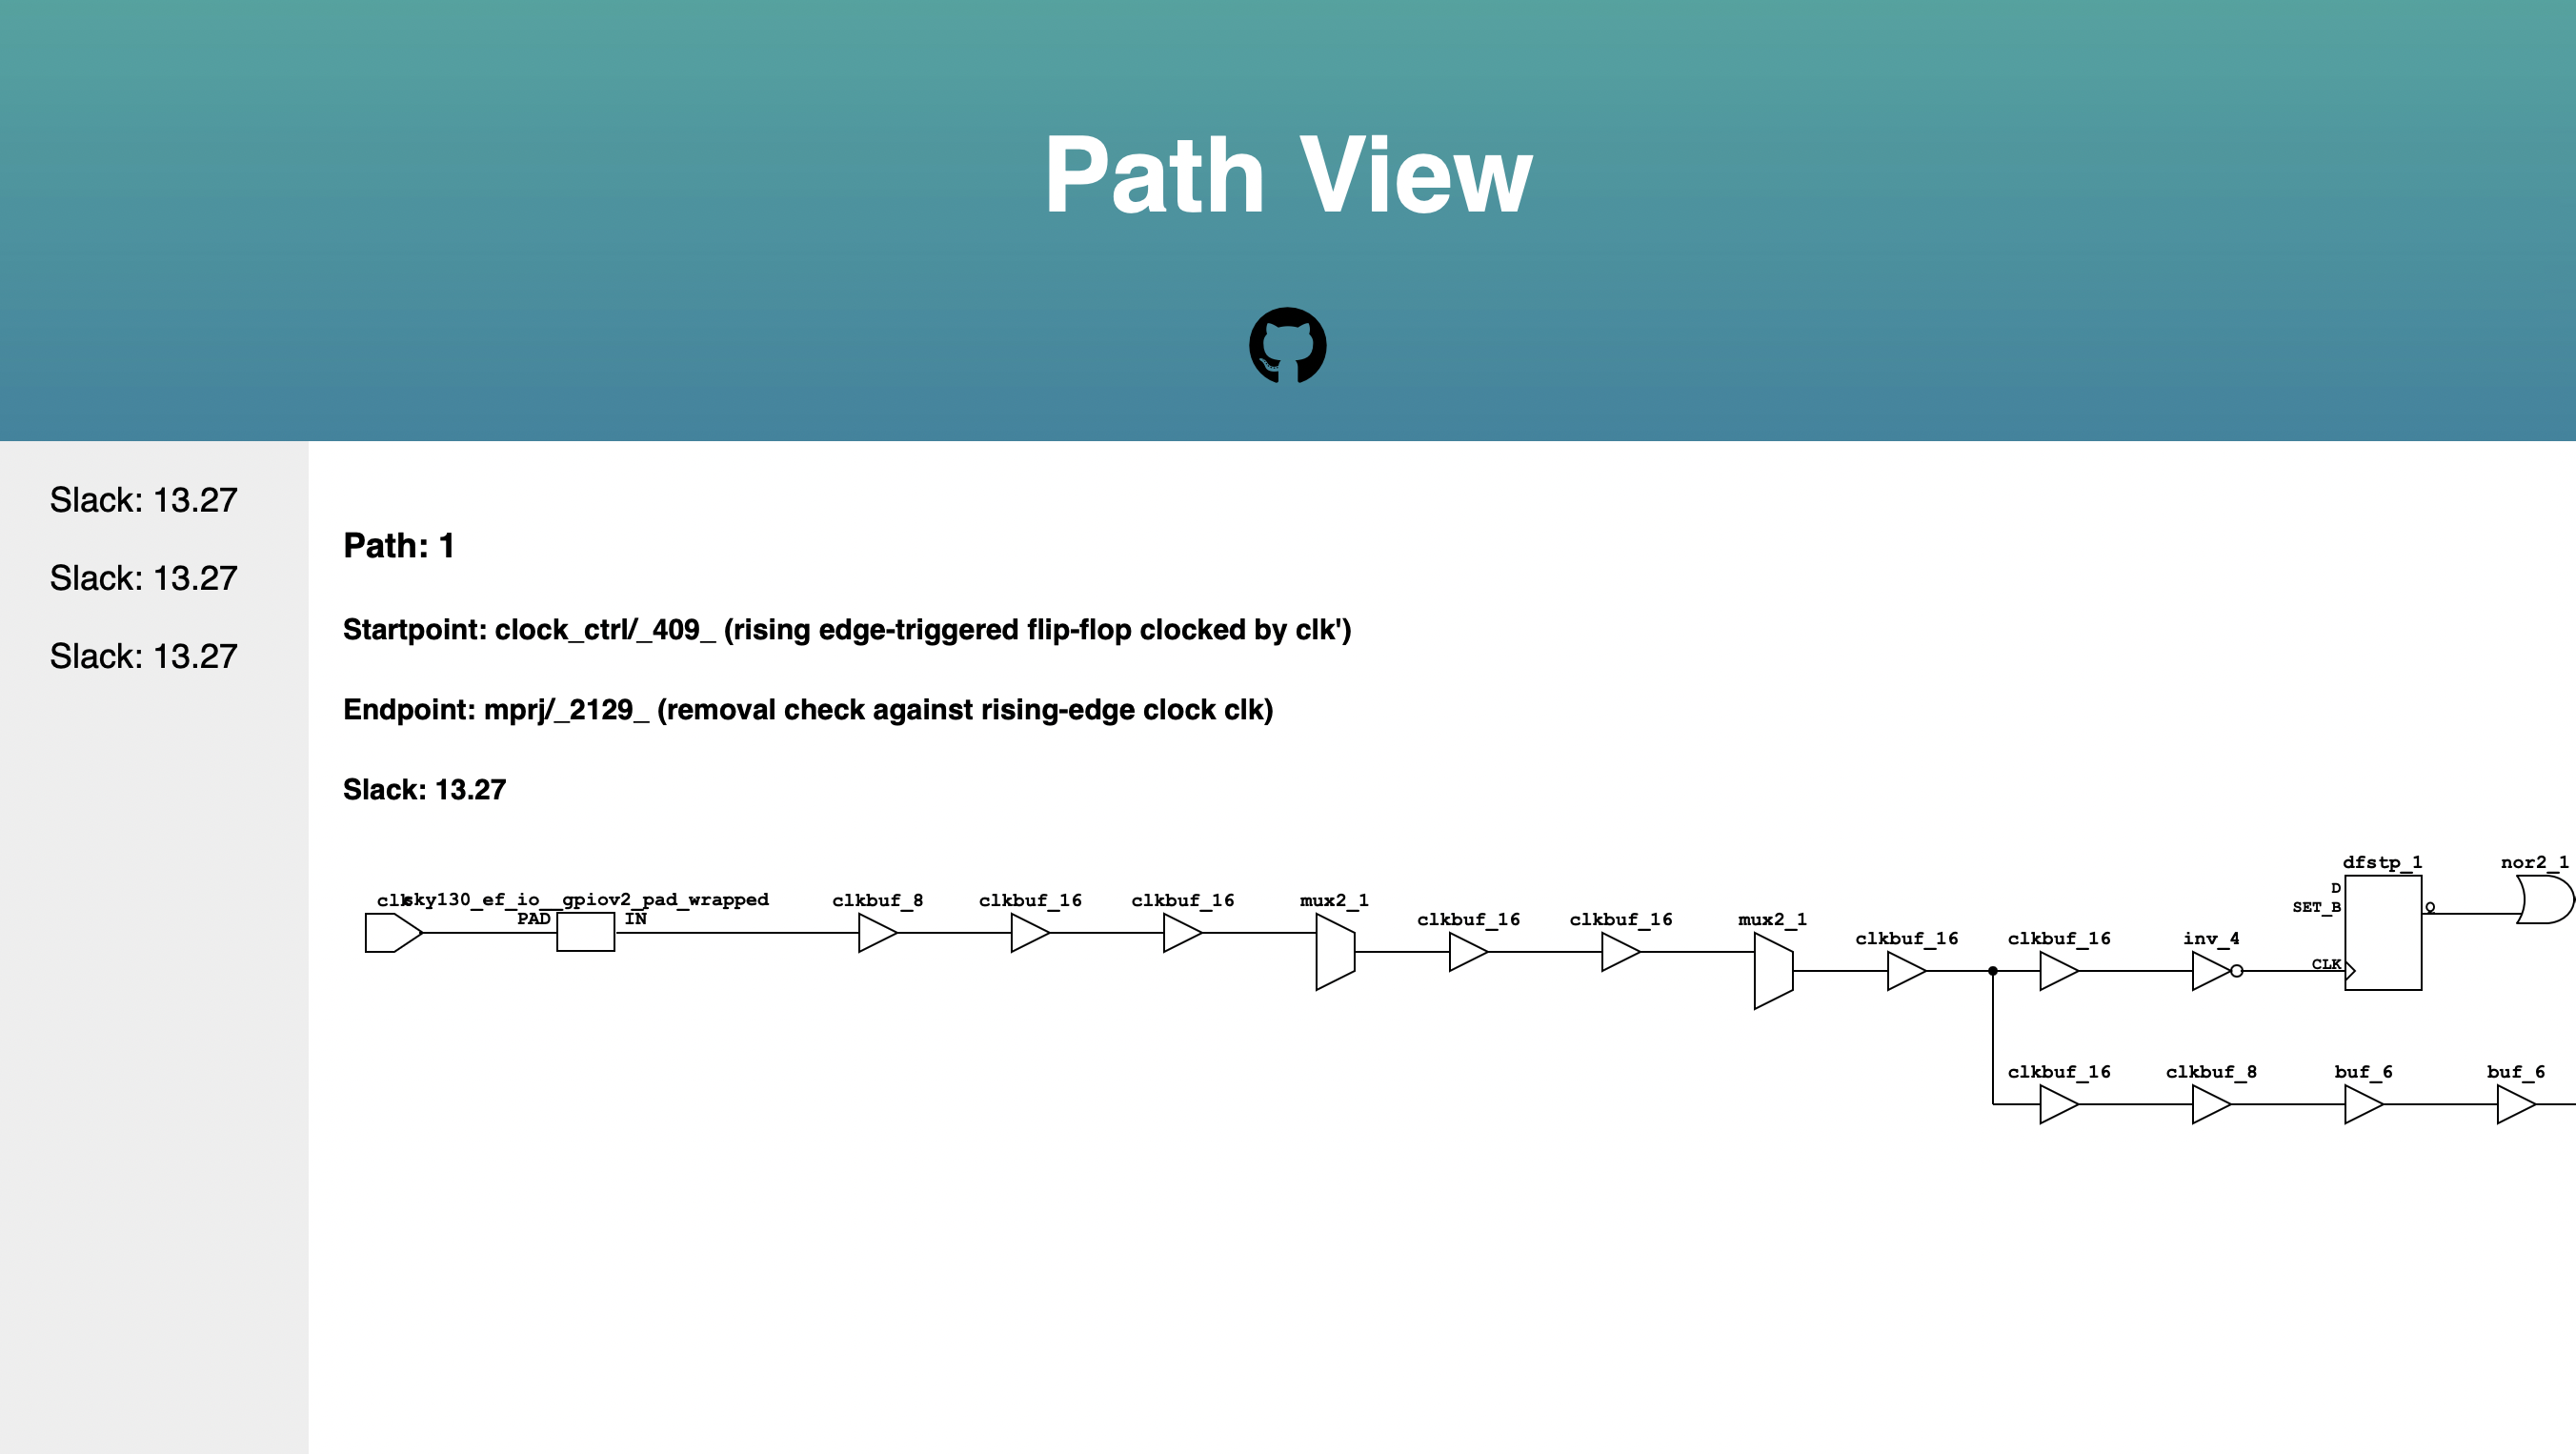 Path View
Slack: 13.27
Slack: 13.27
Slack: 13.27
Path: 1
Startpoint: clock_ctrl/_409_ (rising edge-triggered flip-flop clocked by clk')
Endpoint: mprj/_2129_ (removal check against rising-edge clock clk)
Slack: 13.27
dfstp_1 nor2_1
D
clk sky130_ef_io__gpiov2_pad_wrapped clkbuf_8 clkbuf_16 clkbuf_16 mux2_1 SET_B Q
PAD IN clkbuf_16 clkbuf_16 mux2_1
clkbuf_16 clkbuf_16 inv_4
CLK
clkbuf_16 clkbuf_8 buf_6 buf_6